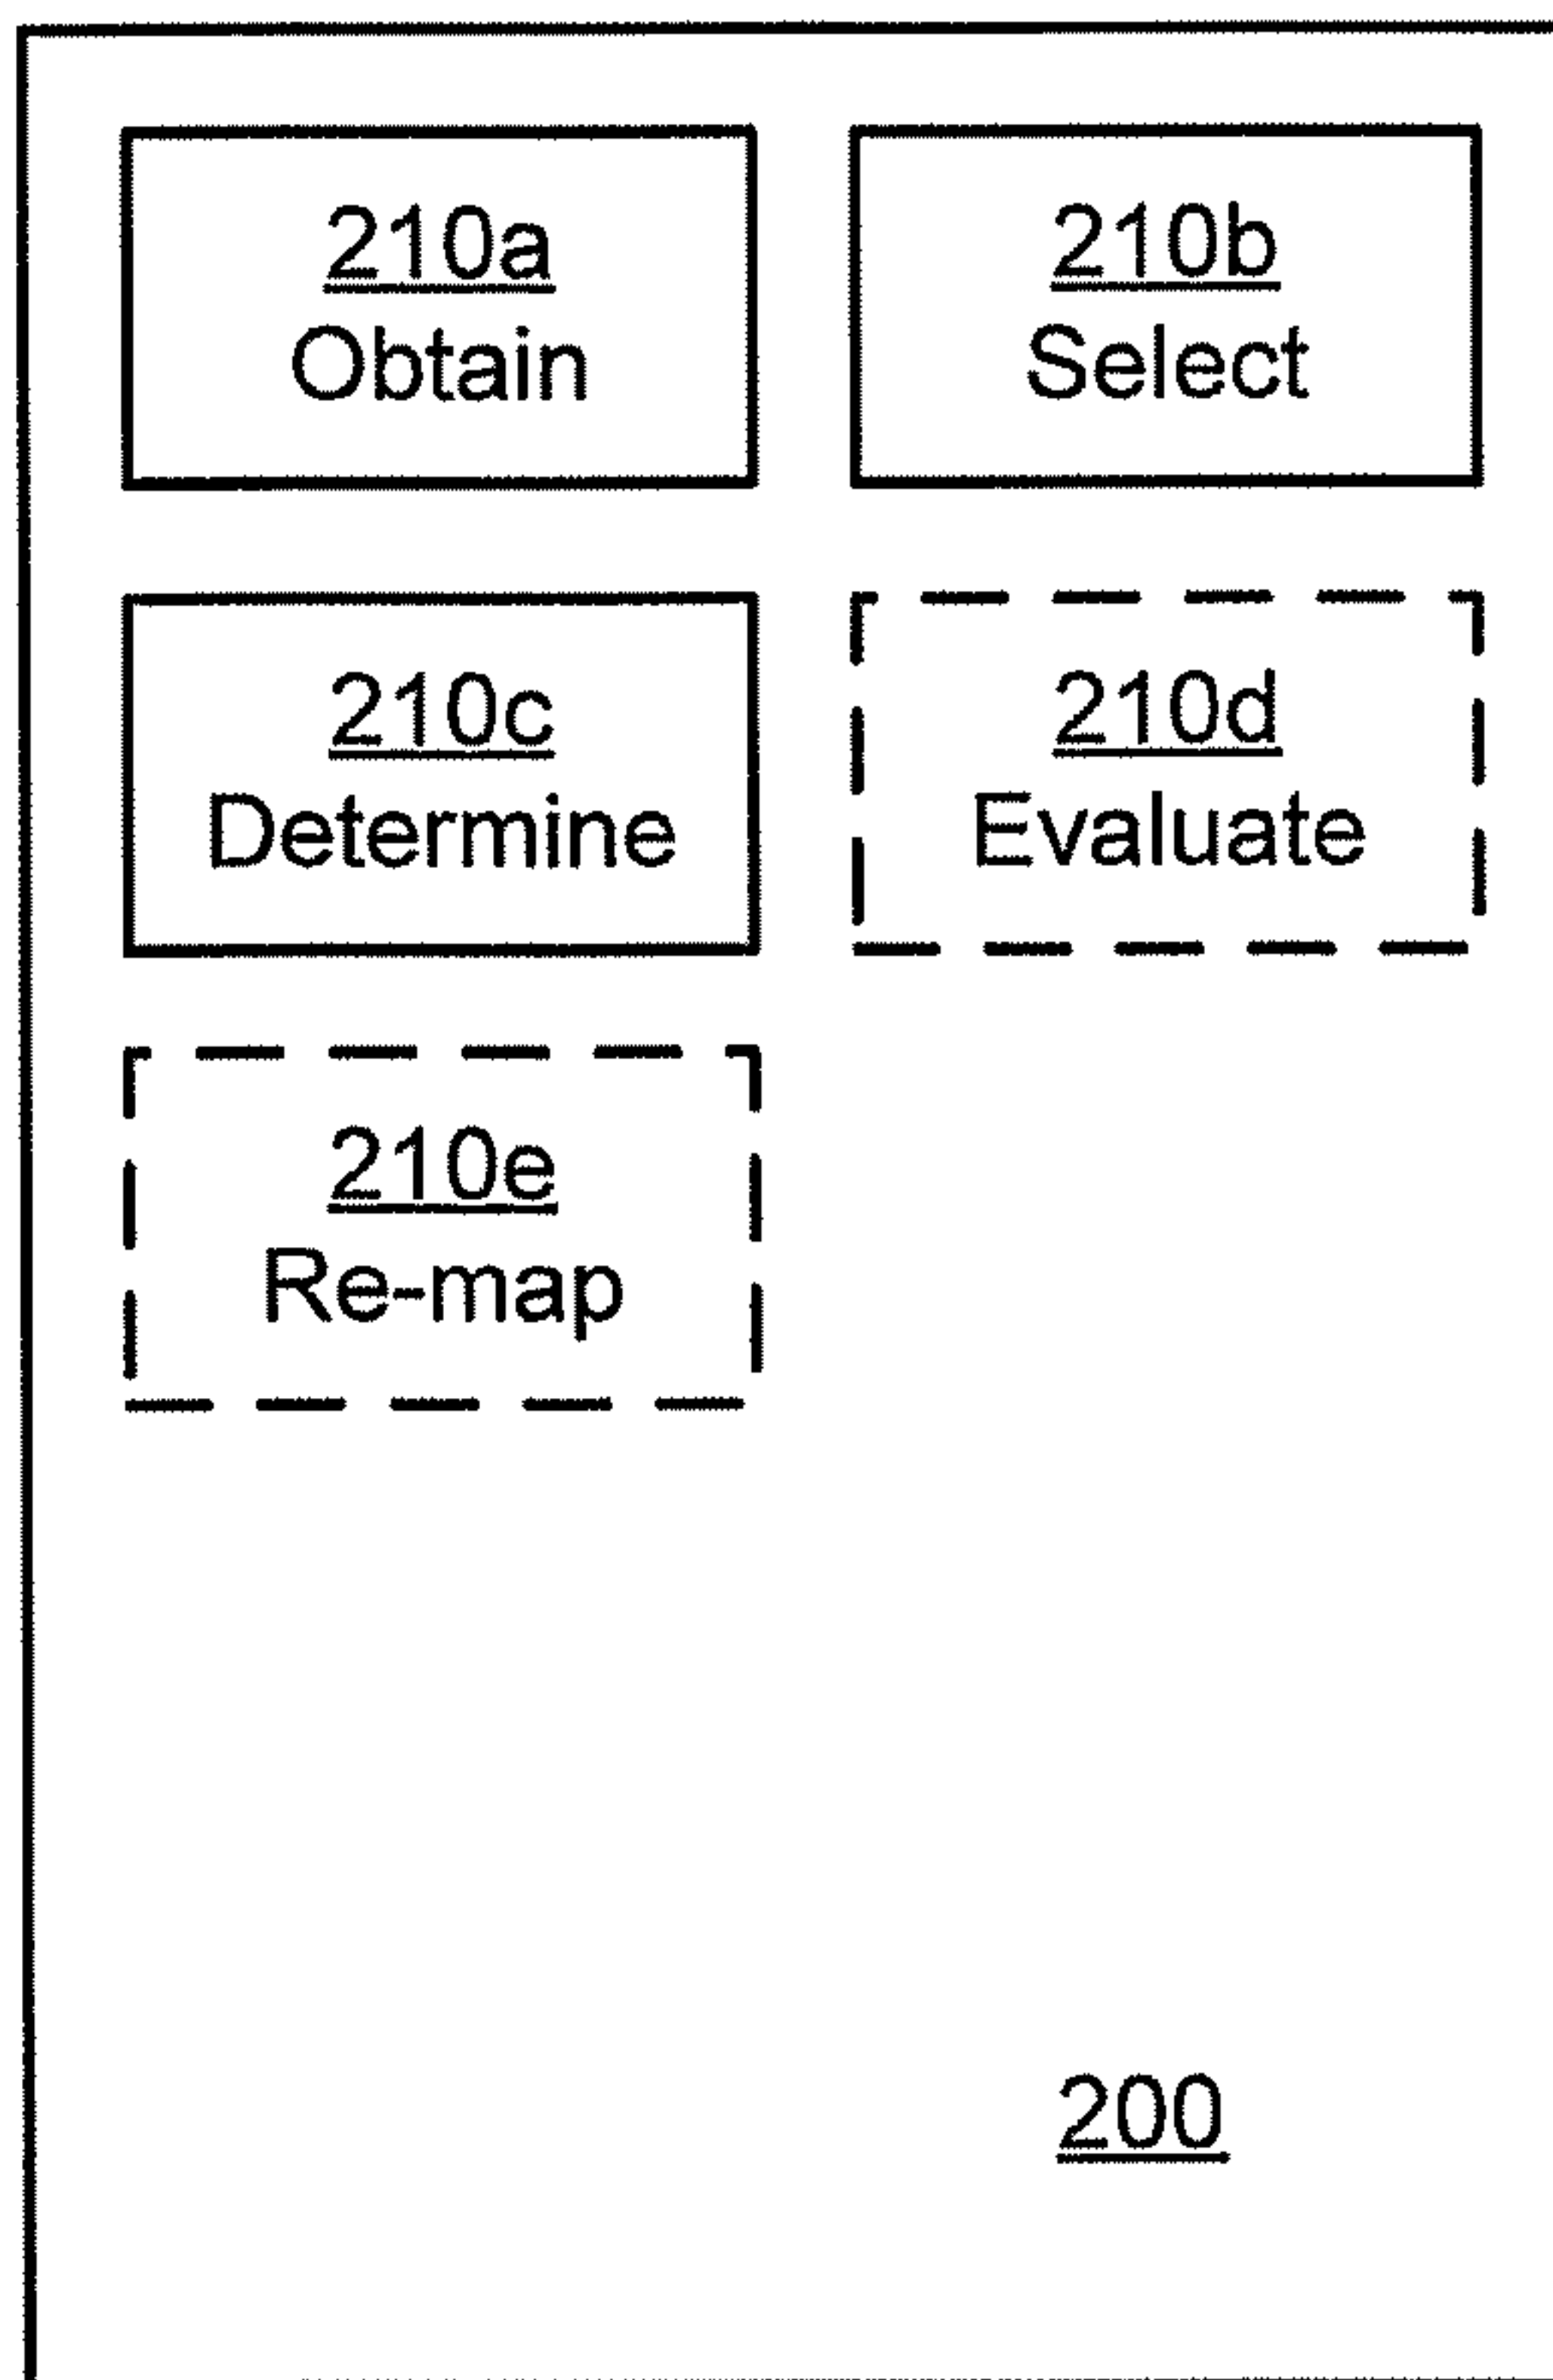 210a
Obtain
210b
Select
210c
Determine
210d
Evaluate
210e
Re-map
200